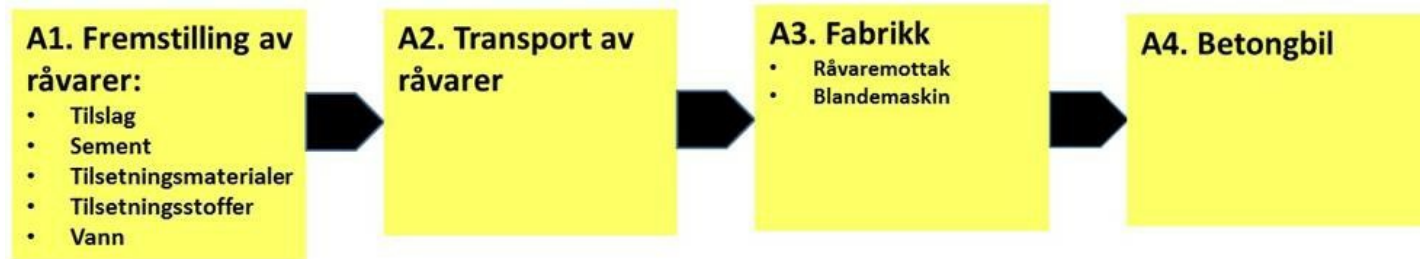 A1. Fremstilling av
råvarer:
• Tilslag
• Sement
• Tilsetningsmaterialer
• Tilsetningsstoffer
• Vann
A2. Transport av
råvarer
A3. Fabrikk
• Råvaremottak
• Blandemaskin
A4. Betongbil